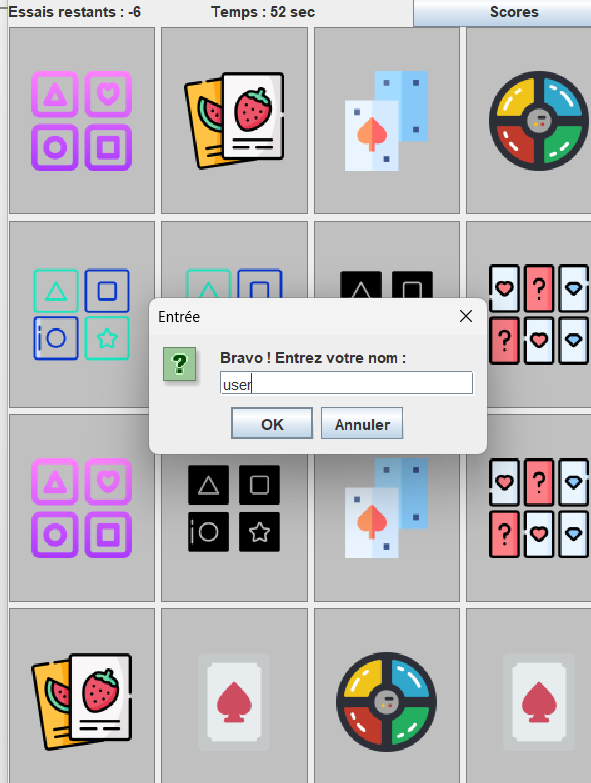 Essais restants : -6
Temps : 52 sec
Scores
Entrée
Bravo ! Entrez votre nom :
user
OK
Annuler